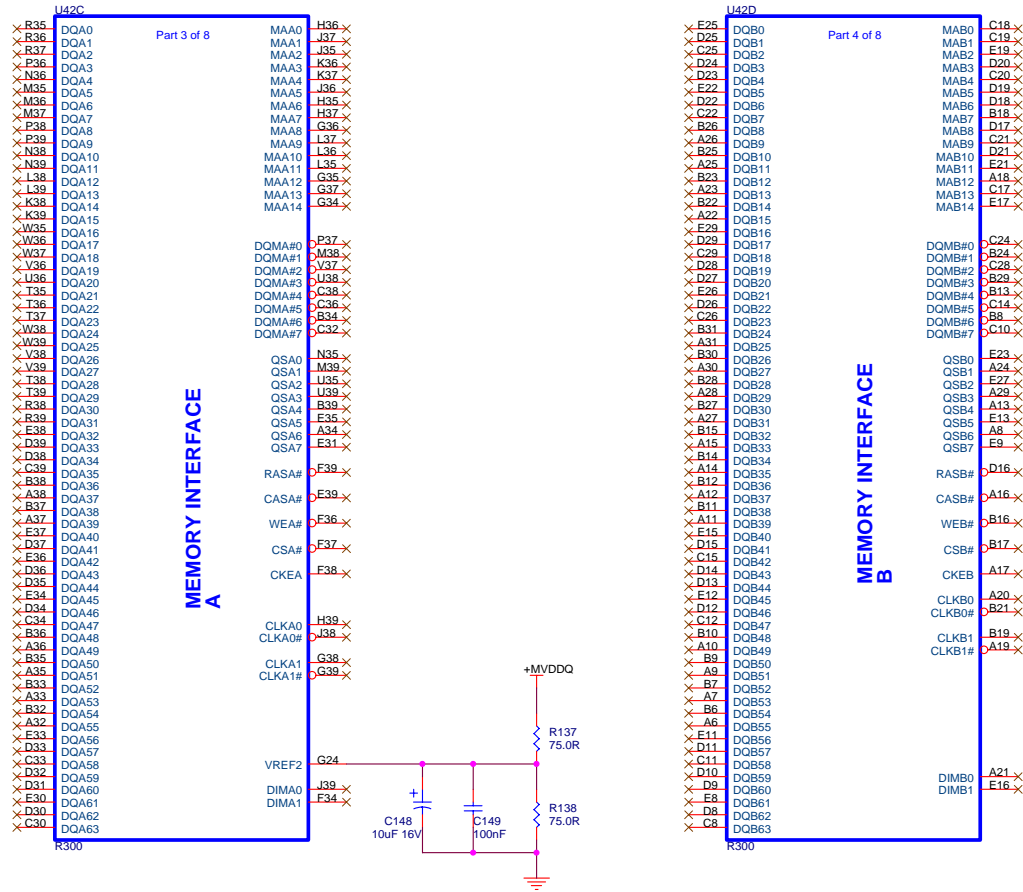 U42C
Part 3 of 8
R35 DQA0
R36 DQA1
R37 DQA2
P36 DQA3
N36 DQA4
M35 DQA5
M36 DQA6
M37 DQA7
P38 DQA8
P39 DQA9
N38 DQA10
N39 DQA11
L38 DQA12
L39 DQA13
K38 DQA14
K39 DQA15
W35 DQA16
W36 DQA17
W37 DQA18
V36 DQA19
U36 DQA20
T35 DQA21
T36 DQA22
T37 DQA23
W38 DQA24
W39 DQA25
V38 DQA26
V39 DQA27
T38 DQA28
T39 DQA29
R38 DQA30
R39 DQA31
E38 DQA32
D39 DQA33
D38 DQA34
C39 DQA35
B38 DQA36
A38 DQA37
B37 DQA38
A37 DQA39
E37 DQA40
D37 DQA41
E36 DQA42
D36 DQA43
D35 DQA44
E34 DQA45
D34 DQA46
C34 DQA47
B36 DQA48
A36 DQA49
B35 DQA50
A35 DQA51
B33 DQA52
A33 DQA53
B32 DQA54
A32 DQA55
E33 DQA56
D33 DQA57
C33 DQA58
D32 DQA59
D31 DQA60
E30 DQA61
D30 DQA62
C30 DQA63
MEMORY INTERFACE
A
MAA0 H36
MAA1 J37
MAA2 J35
MAA3 K36
MAA4 K37
MAA5 J36
MAA6 H35
MAA7 H37
MAA8 G36
MAA9 L37
MAA10 L36
MAA11 L35
MAA12 G35
MAA13 G37
MAA14 G34
DQMA#0 P37
DQMA#1 M38
DQMA#2 V37
DQMA#3 U38
DQMA#4 C38
DQMA#5 C36
DQMA#6 B34
DQMA#7 C32
QSA0 N35
QSA1 M39
QSA2 U35
QSA3 U39
QSA4 B39
QSA5 E35
QSA6 A34
QSA7 E31
RASA# F39
CASA# E39
WEA# F36
CSA# F37
CKEA F38
CLKA0 H39
CLKA0# J38
CLKA1 G38
CLKA1# G39
VREF2 G24
DIMA0 J39
DIMA1 F34
R300
+MVDDQ
R137
75.0R
R138
75.0R
+
C148
10uF 16V
C149
100nF
U42D
Part 4 of 8
E25 DQB0
D25 DQB1
C25 DQB2
D24 DQB3
D23 DQB4
E22 DQB5
D22 DQB6
C22 DQB7
B26 DQB8
A26 DQB9
B25 DQB10
A25 DQB11
B23 DQB12
A23 DQB13
B22 DQB14
A22 DQB15
E29 DQB16
D29 DQB17
C29 DQB18
D28 DQB19
D27 DQB20
E26 DQB21
D26 DQB22
C26 DQB23
B31 DQB24
A31 DQB25
B30 DQB26
A30 DQB27
B28 DQB28
A28 DQB29
B27 DQB30
A27 DQB31
B15 DQB32
A15 DQB33
B14 DQB34
A14 DQB35
B12 DQB36
A12 DQB37
B11 DQB38
A11 DQB39
E15 DQB40
D15 DQB41
C15 DQB42
D14 DQB43
D13 DQB44
E12 DQB45
D12 DQB46
C12 DQB47
B10 DQB48
A10 DQB49
B9 DQB50
A9 DQB51
B7 DQB52
A7 DQB53
B6 DQB54
A6 DQB55
E11 DQB56
D11 DQB57
C11 DQB58
D10 DQB59
D9 DQB60
E8 DQB61
D8 DQB62
C8 DQB63
MEMORY INTERFACE
B
MAB0 C18
MAB1 C19
MAB2 E19
MAB3 D20
MAB4 C20
MAB5 D19
MAB6 D18
MAB7 B18
MAB8 D17
MAB9 C21
MAB10 D21
MAB11 E21
MAB12 A18
MAB13 C17
MAB14 E17
DQMB#0 C24
DQMB#1 B24
DQMB#2 C28
DQMB#3 B29
DQMB#4 B13
DQMB#5 C14
DQMB#6 B8
DQMB#7 C10
QSB0 E23
QSB1 A24
QSB2 E27
QSB3 A29
QSB4 A13
QSB5 E13
QSB6 A8
QSB7 E9
RASB# D16
CASB# A16
WEB# B16
CSB# B17
CKEB A17
CLKB0 A20
CLKB0# B21
CLKB1 B19
CLKB1# A19
DIMB0 A21
DIMB1 E16
R300